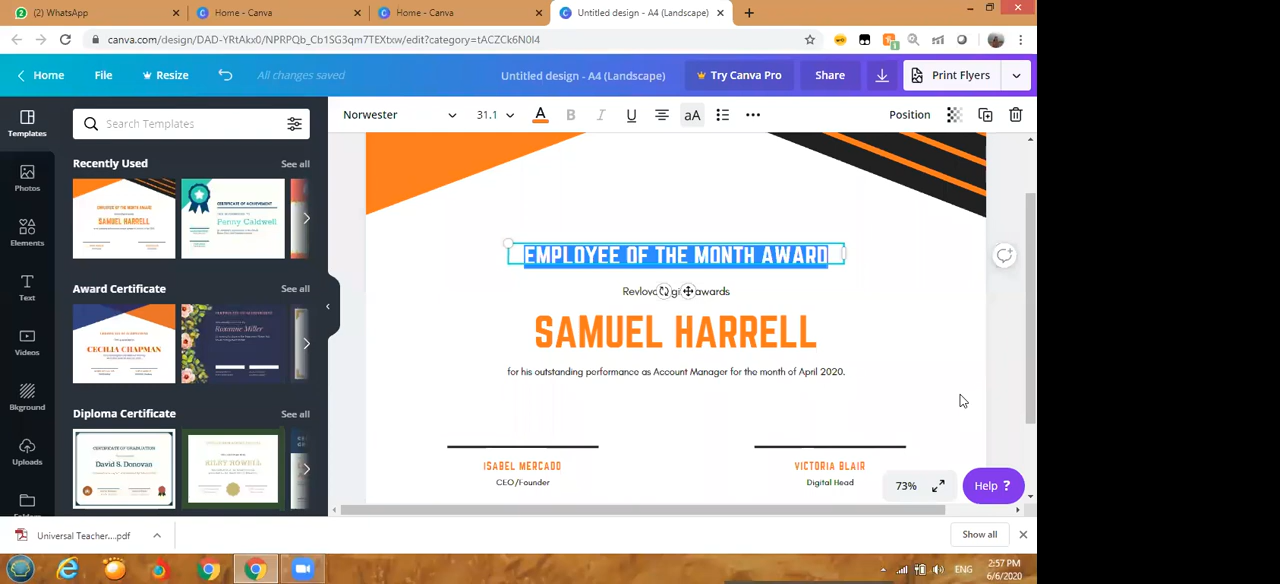 (2) WhatsApp
Home - Canva
Home - Canva
Untitled design - A4 (Landscape)
canva.com/design/DAD-YRtAkx0/NPRPQb_Cb1SG3qm7TEXtxw/edit?category=tACZCk6N0I4
Home
File
Resize
All changes saved
Untitled design - A4 (Landscape)
Try Canva Pro
Share
Print Flyers
Templates
Photos
Elements
Text
Videos
Bkground
Uploads
Search Templates
Norwester
31.1
A
B
I
U
aA
Position
Recently Used
See all
EMPLOYEE OF THE MONTH AWARD
SAMUEL HARRELL
CERTIFICATE OF ACHIEVEMENT
Penny Caldwell
Award Certificate
See all
CECILIA CHAPMAN
Roxanne Miller
Diploma Certificate
See all
CERTIFICATE OF GRADUATION
David S. Donovan
EMPLOYEE OF THE MONTH AWARD
awards
SAMUEL HARRELL
for his outstanding performance as Account Manager for the month of April 2020.
ISABEL MERCADO
CEO/Founder
VICTORIA BLAIR
Digital Head
73%
Help ?
Universal Teacher....pdf
Show all
ENG
2:57 PM
6/6/2020